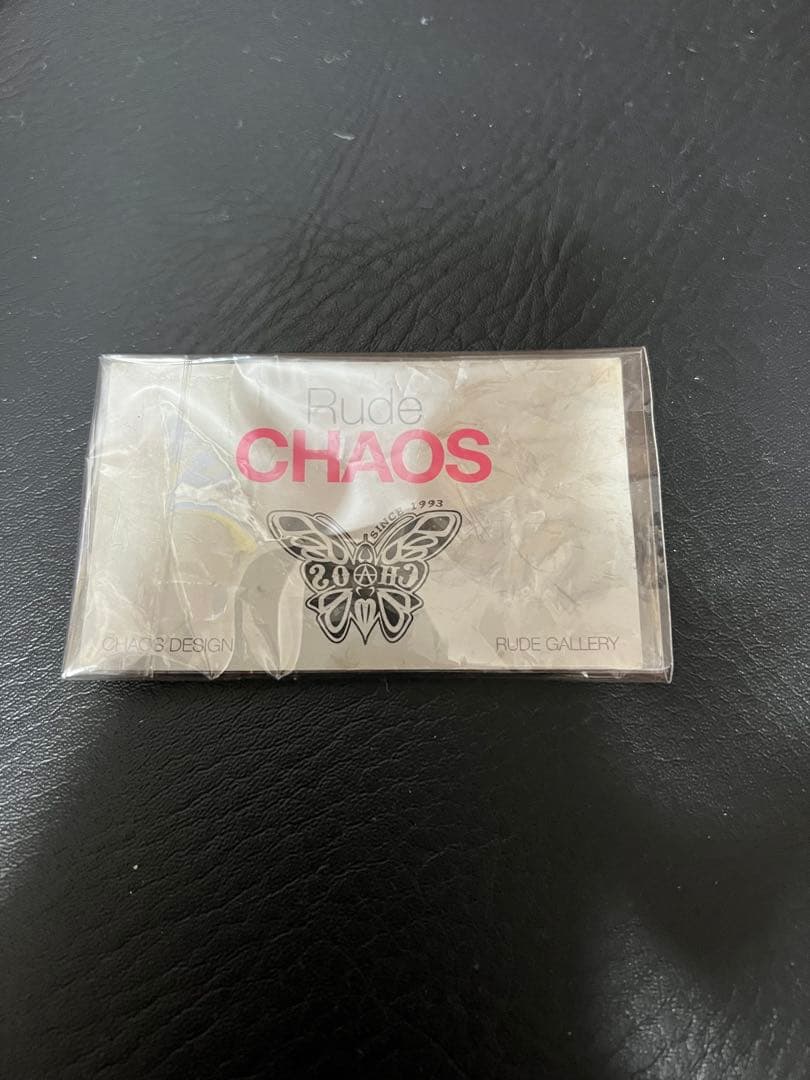 Rude
CHAOS
SINCE 1993
CHAOS
CHAOS DESIGN
RUDE GALLERY